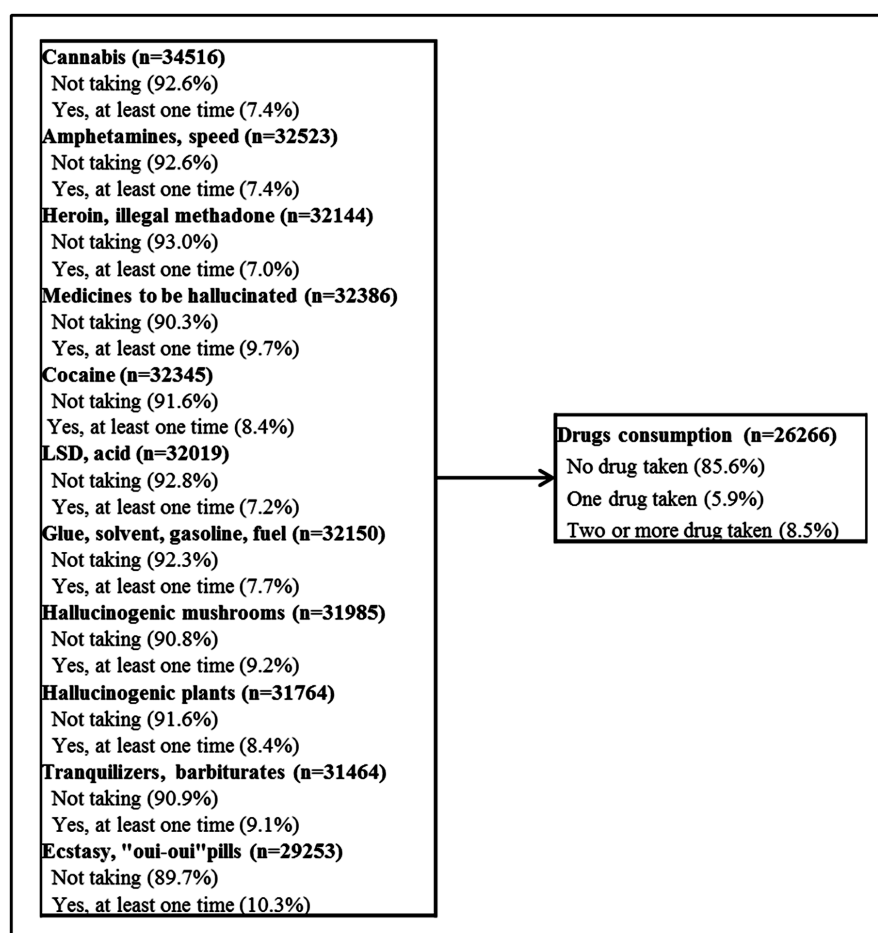 Cannabis (n=34516)
Not taking (92.6%)
Yes, at least one time (7.4%)
Amphetamines, speed (n=32523)
Not taking (92.6%)
Yes, at least one time (7.4%)
Heroin, illegal methadone (n=32144)
Not taking (93.0%)
Yes, at least one time (7.0%)
Medicines to be hallucinated (n=32386)
Not taking (90.3%)
Yes, at least one time (9.7%)
Cocaine (n=32345)
Not taking (91.6%)
Yes, at least one time (8.4%)
LSD, acid (n=32019)
Not taking (92.8%)
Yes, at least one time (7.2%)
Glue, solvent, gasoline, fuel (n=32150)
Not taking (92.3%)
Yes, at least one time (7.7%)
Hallucinogenic mushrooms (n=31985)
Not taking (90.8%)
Yes, at least one time (9.2%)
Hallucinogenic plants (n=31764)
Not taking (91.6%)
Yes, at least one time (8.4%)
Tranquilizers, barbiturates (n=31464)
Not taking (90.9%)
Yes, at least one time (9.1%)
Ecstasy, "oui-oui"pills (n=29253)
Not taking (89.7%)
Yes, at least one time (10.3%)
Drugs consumption (n=26266)
No drug taken (85.6%)
One drug taken (5.9%)
Two or more drug taken (8.5%)